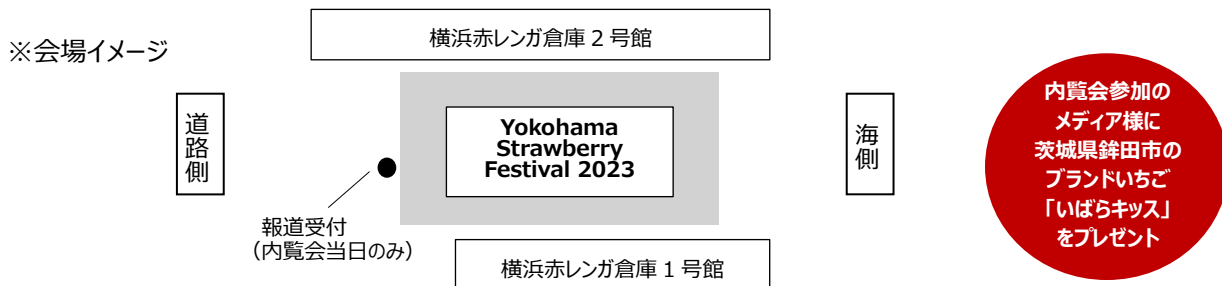 ※会場イメージ
横浜赤レンガ倉庫２号館
道路側
Yokohama
Strawberry
Festival 2023
海側
報道受付
（内覧会当日のみ）
横浜赤レンガ倉庫１号館
内覧会参加の
メディア様に
茨城県鉾田市の
ブランドいちご
「いばらキッス」
をプレゼント